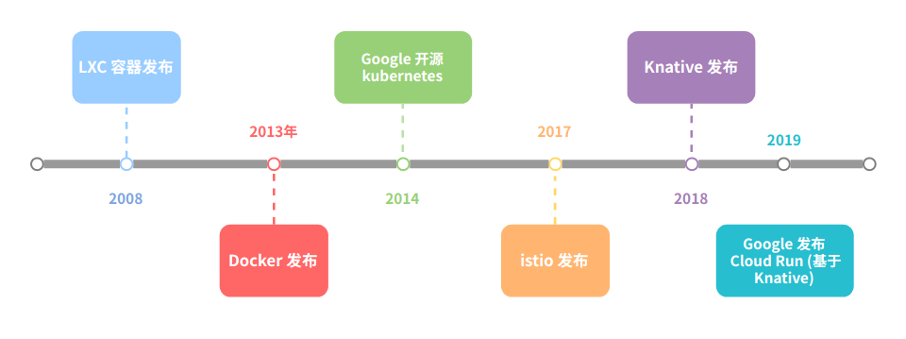 LXC 容器发布
2008
2013年
Docker 发布
Google 开源
kubernetes
2014
2017
istio 发布
Knative 发布
2018
2019
Google 发布
Cloud Run (基于
Knative)